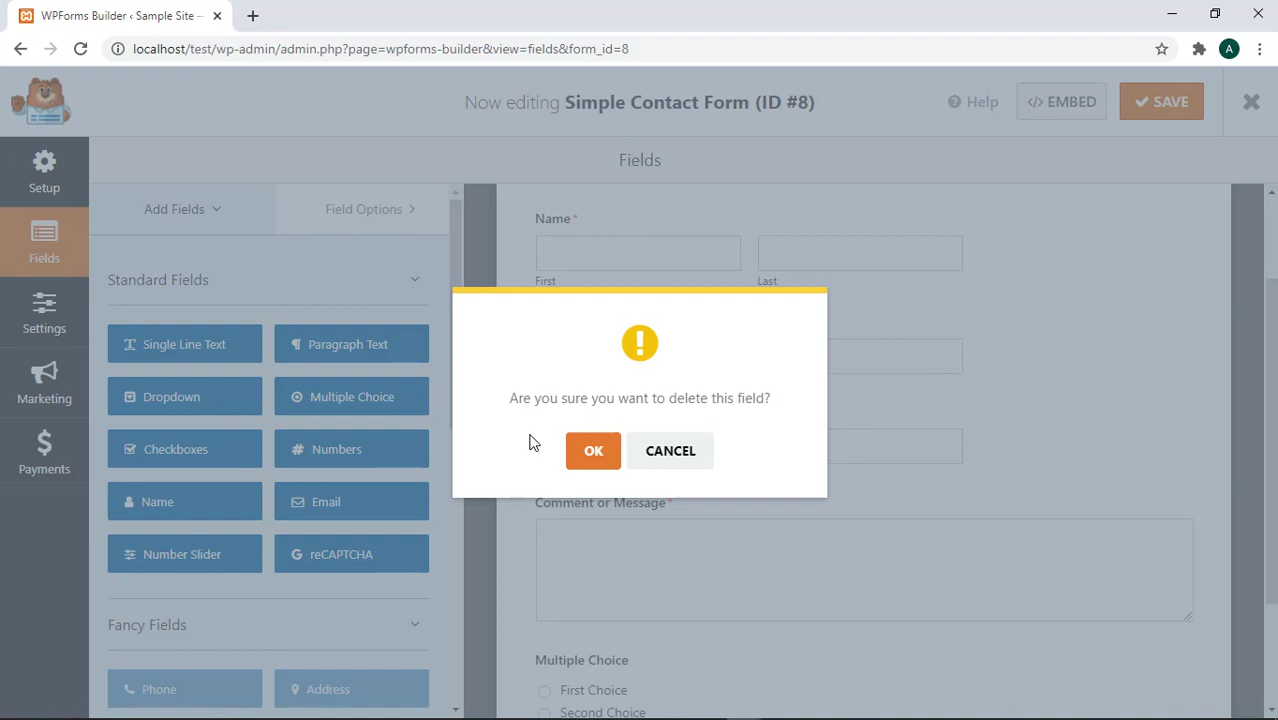 WPForms Builder ‹ Sample Site —
localhost/test/wp-admin/admin.php?page=wpforms-builder&view=fields&form_id=8
A
Now editing Simple Contact Form (ID #8)
Help
</> EMBED
SAVE
Setup
Fields
Settings
Marketing
Payments
Fields
Add Fields
Field Options
Standard Fields
Single Line Text
Paragraph Text
Dropdown
Multiple Choice
Checkboxes
# Numbers
Name
Email
Number Slider
G reCAPTCHA
Fancy Fields
Phone
Address
Name*
First
Last
Are you sure you want to delete this field?
OK
CANCEL
Comment or Message*
Multiple Choice
First Choice
Second Choice